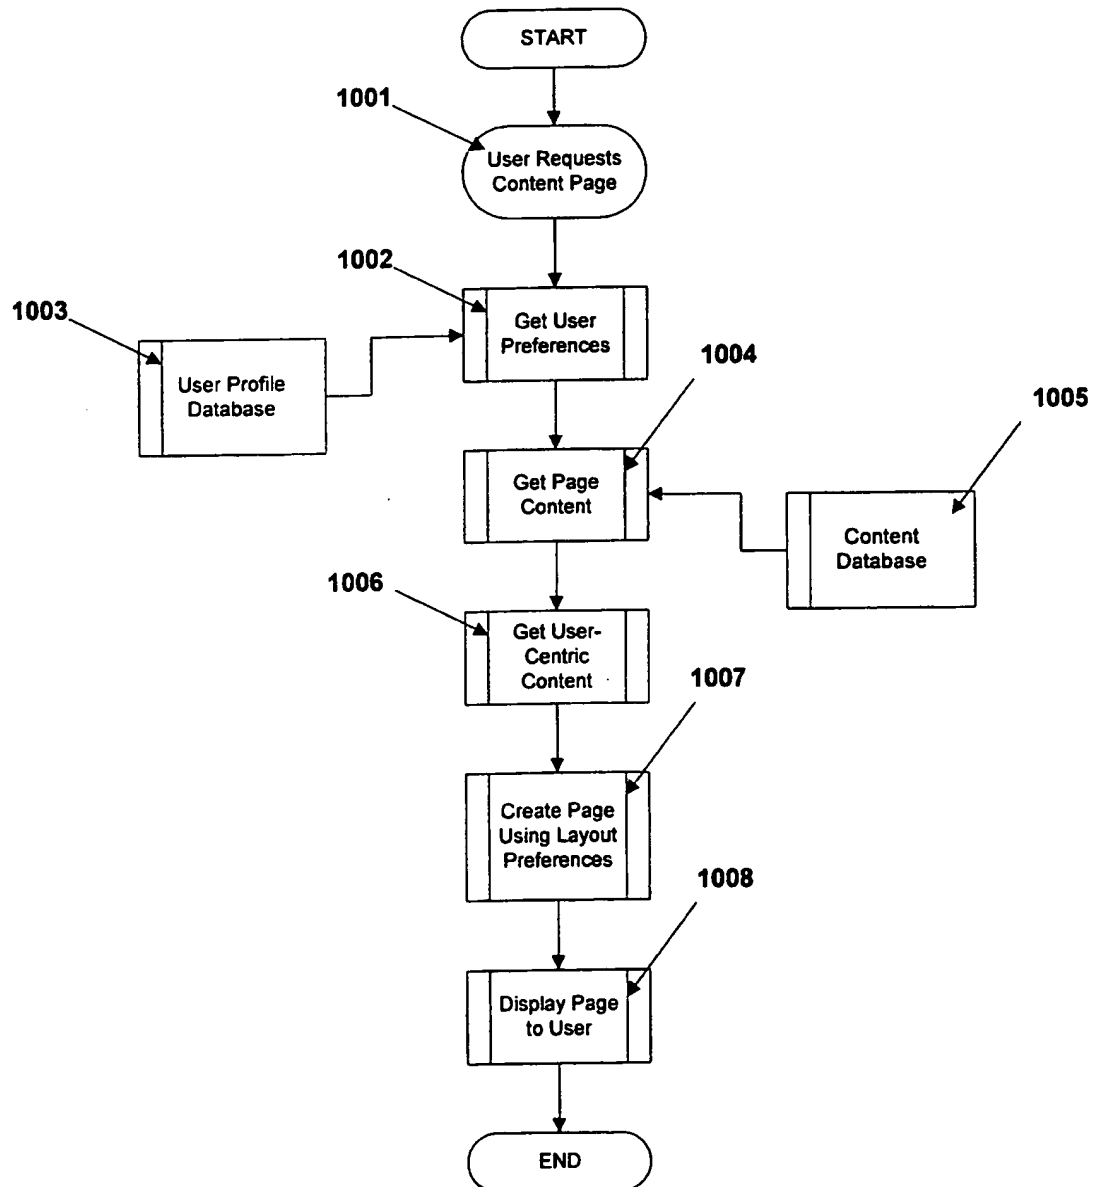 START
1001
User Requests
Content Page
1002
Get User
Preferences
1003
User Profile
Database
1004
Get Page
Content
1005
Content
Database
1006
Get User-
Centric
Content
1007
Create Page
Using Layout
Preferences
1008
Display Page
to User
END